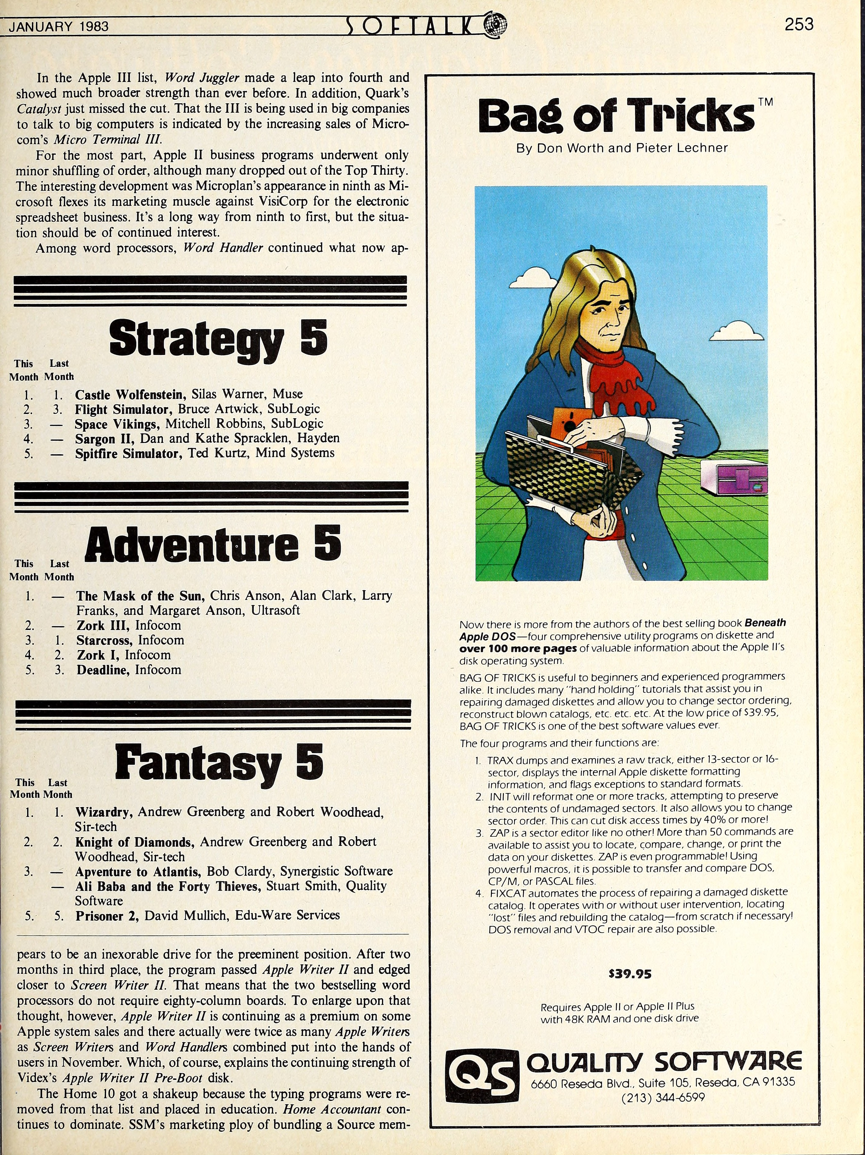 JANUARY 1983
SOFTALK
253
In the Apple III list, Word Juggler made a leap into fourth and
showed much broader strength than ever before. In addition, Quark's
Catalyst just missed the cut. That the III is being used in big companies
to talk to big computers is indicated by the increasing sales of Micro-
com's Micro Terminal III.
For the most part, Apple II business programs underwent only
minor shuffling of order, although many dropped out of the Top Thirty.
The interesting development was Microplan's appearance in ninth as Mi-
crosoft flexes its marketing muscle against VisiCorp for the electronic
spreadsheet business. It's a long way from ninth to first, but the situa-
tion should be of continued interest.
Among word processors, Word Handler continued what now ap-
Strategy 5
This Last
Month Month
1. 1. Castle Wolfenstein, Silas Warner, Muse
2. 3. Flight Simulator, Bruce Artwick, SubLogic
3. — Space Vikings, Mitchell Robbins, SubLogic
4. — Sargon II, Dan and Kathe Spracklen, Hayden
5. — Spitfire Simulator, Ted Kurtz, Mind Systems
Adventure 5
This Last
Month Month
1. — The Mask of the Sun, Chris Anson, Alan Clark, Larry
Franks, and Margaret Anson, Ultrasoft
2. — Zork III, Infocom
3. 1. Starcross, Infocom
4. 2. Zork I, Infocom
5. 3. Deadline, Infocom
Fantasy 5
This Last
Month Month
1. 1. Wizardry, Andrew Greenberg and Robert Woodhead,
Sir-tech
2. 2. Knight of Diamonds, Andrew Greenberg and Robert
Woodhead, Sir-tech
3. — Apventure to Atlantis, Bob Clardy, Synergistic Software
— Ali Baba and the Forty Thieves, Stuart Smith, Quality
Software
5. 5. Prisoner 2, David Mullich, Edu-Ware Services
pears to be an inexorable drive for the preeminent position. After two
months in third place, the program passed Apple Writer II and edged
closer to Screen Writer II. That means that the two bestselling word
processors do not require eighty-column boards. To enlarge upon that
thought, however, Apple Writer II is continuing as a premium on some
Apple system sales and there actually were twice as many Apple Writers
as Screen Writers and Word Handlers combined put into the hands of
users in November. Which, of course, explains the continuing strength of
Videx's Apple Writer II Pre-Boot disk.
The Home 10 got a shakeup because the typing programs were re-
moved from that list and placed in education. Home Accountant con-
tinues to dominate. SSM's marketing ploy of bundling a Source mem-
Bag of Tricks™
By Don Worth and Pieter Lechner
Now there is more from the authors of the best selling book Beneath
Apple DOS—four comprehensive utility programs on diskette and
over 100 more pages of valuable information about the Apple II's
disk operating system.
BAG OF TRICKS is useful to beginners and experienced programmers
alike. It includes many "hand holding" tutorials that assist you in
repairing damaged diskettes and allow you to change sector ordering,
reconstruct blown catalogs, etc. etc. etc. At the low price of $39.95,
BAG OF TRICKS is one of the best software values ever.
The four programs and their functions are:
1. TRAX dumps and examines a raw track, either 13-sector or 16-
sector, displays the internal Apple diskette formatting
information, and flags exceptions to standard formats.
2. INIT will reformat one or more tracks, attempting to preserve
the contents of undamaged sectors. It also allows you to change
sector order. This can cut disk access times by 40% or more!
3. ZAP is a sector editor like no other! More than 50 commands are
available to assist you to locate, compare, change, or print the
data on your diskettes. ZAP is even programmable! Using
powerful macros, it is possible to transfer and compare DOS,
CP/M, or PASCAL files.
4. FIXCAT automates the process of repairing a damaged diskette
catalog. It operates with or without user intervention, locating
"lost" files and rebuilding the catalog—from scratch if necessary!
DOS removal and VTOC repair are also possible.
$39.95
Requires Apple II or Apple II Plus
with 48K RAM and one disk drive
QS QUALITY SOFTWARE
6660 Reseda Blvd., Suite 105, Reseda, CA 91335
(213) 344-6599